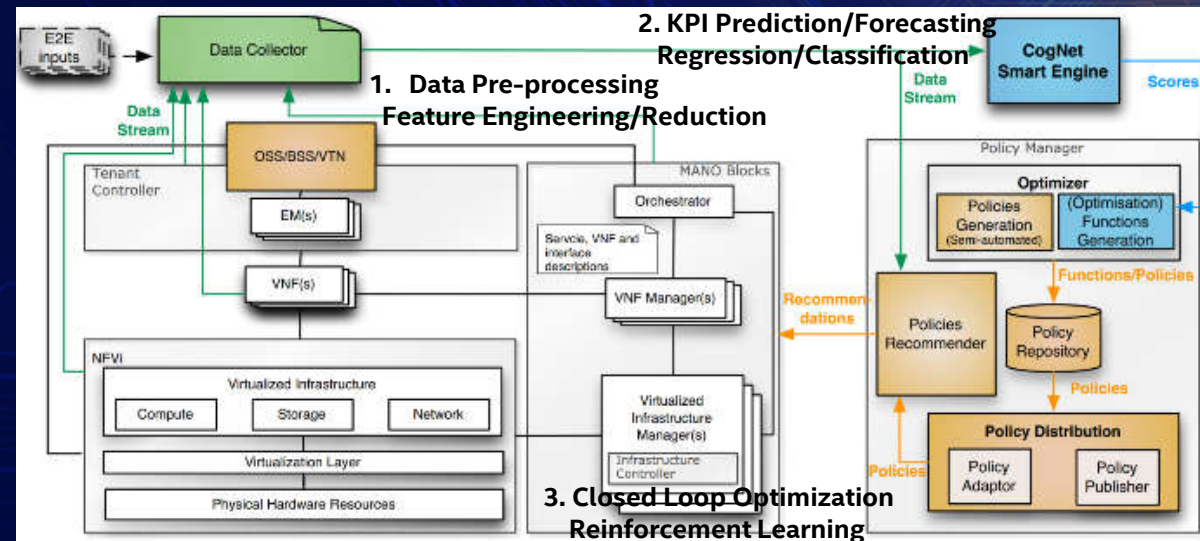 E2E
inputs
Data Collector
2. KPI Prediction/Forecasting
Regression/Classification
CogNet
Smart Engine
Scores
Data
Stream
1. Data Pre-processing
Feature Engineering/Reduction
Data
Stream
OSS/BSS/VTN
Tenant
Controller
EM(s)
VNF(s)
MANO Blocks
Orchestrator
Servcie, VNF and
interface
descriptions
VNF Manager(s)
Virtualized
Infrastructure
Manager(s)
Infrastructure
Controller
NFVI
Virtualized Infrastructure
Compute
Storage
Network
Virtualization Layer
Physical Hardware Resources
3. Closed Loop Optimization
Reinforcement Learning
Recommen-
dations
Policy Manager
Optimizer
Policies
Generation
(Semi-automated)
(Optimisation)
Functions
Generation
Functions/Policies
Policies
Recommender
Policy
Repository
Policies
Policies
Policy Distribution
Policy
Adaptor
Policy
Publisher